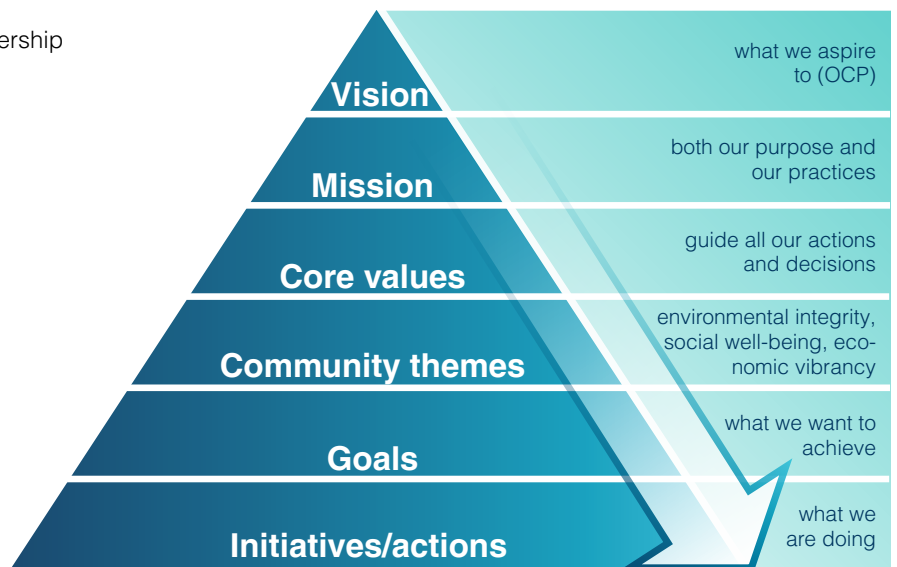 ership
what we aspire
to (OCP)
Vision
both our purpose and
our practices
Mission
guide all our actions
and decisions
Core values
environmental integrity,
social well-being, eco-
nomic vibrancy
Community themes
what we want to
achieve
Goals
what we
are doing
Initiatives/actions